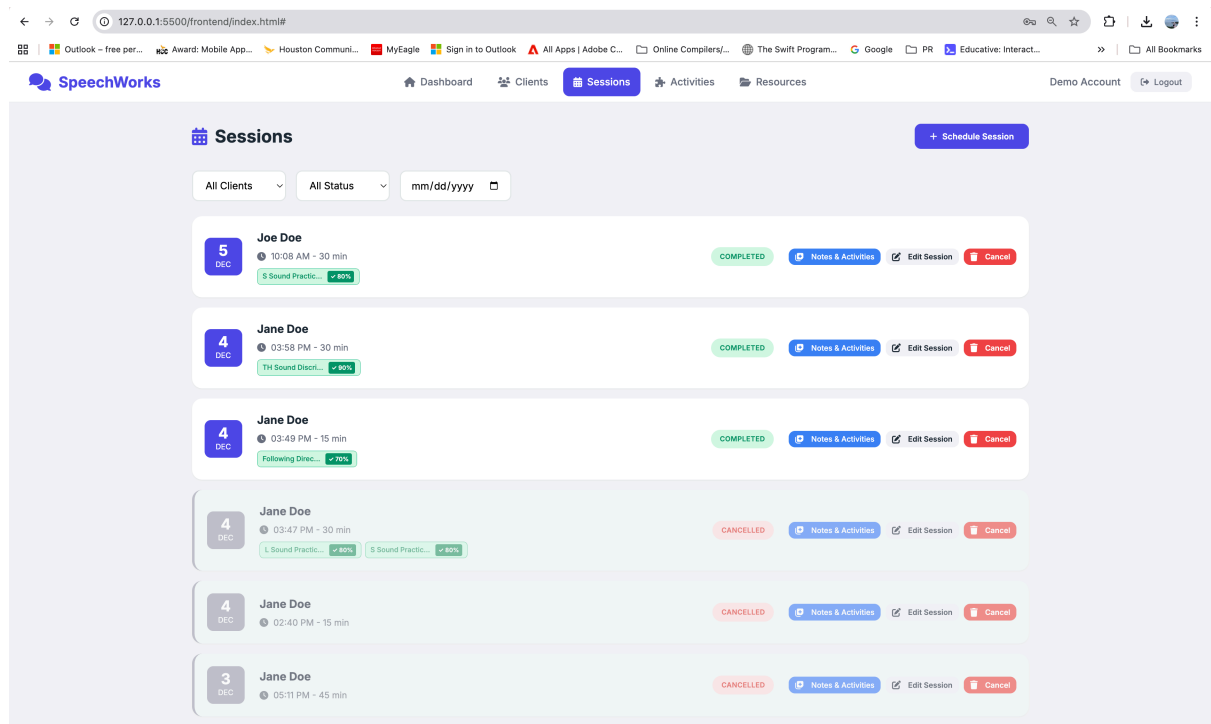 127.0.0.1:5500/frontend/index.html#
Outlook – free per...
Award: Mobile App...
Houston Communi...
MyEagle
Sign in to Outlook
All Apps | Adobe C...
Online Compilers/...
The Swift Program...
Google
PR
Educative: Interact...
»
All Bookmarks
SpeechWorks
Dashboard
Clients
Sessions
Activities
Resources
Demo Account
Logout
Sessions
+ Schedule Session
All Clients
All Status
mm/dd/yyyy
5
DEC
Joe Doe
10:08 AM - 30 min
S Sound Practic... ✓ 80%
COMPLETED
Notes & Activities
Edit Session
Cancel
4
DEC
Jane Doe
03:58 PM - 30 min
TH Sound Discri... ✓ 90%
COMPLETED
Notes & Activities
Edit Session
Cancel
4
DEC
Jane Doe
03:49 PM - 15 min
Following Direc... ✓ 70%
COMPLETED
Notes & Activities
Edit Session
Cancel
4
DEC
Jane Doe
03:47 PM - 30 min
L Sound Practic... ✓ 80% S Sound Practic... ✓ 80%
CANCELLED
Notes & Activities
Edit Session
Cancel
4
DEC
Jane Doe
02:40 PM - 15 min
CANCELLED
Notes & Activities
Edit Session
Cancel
3
DEC
Jane Doe
05:11 PM - 45 min
CANCELLED
Notes & Activities
Edit Session
Cancel